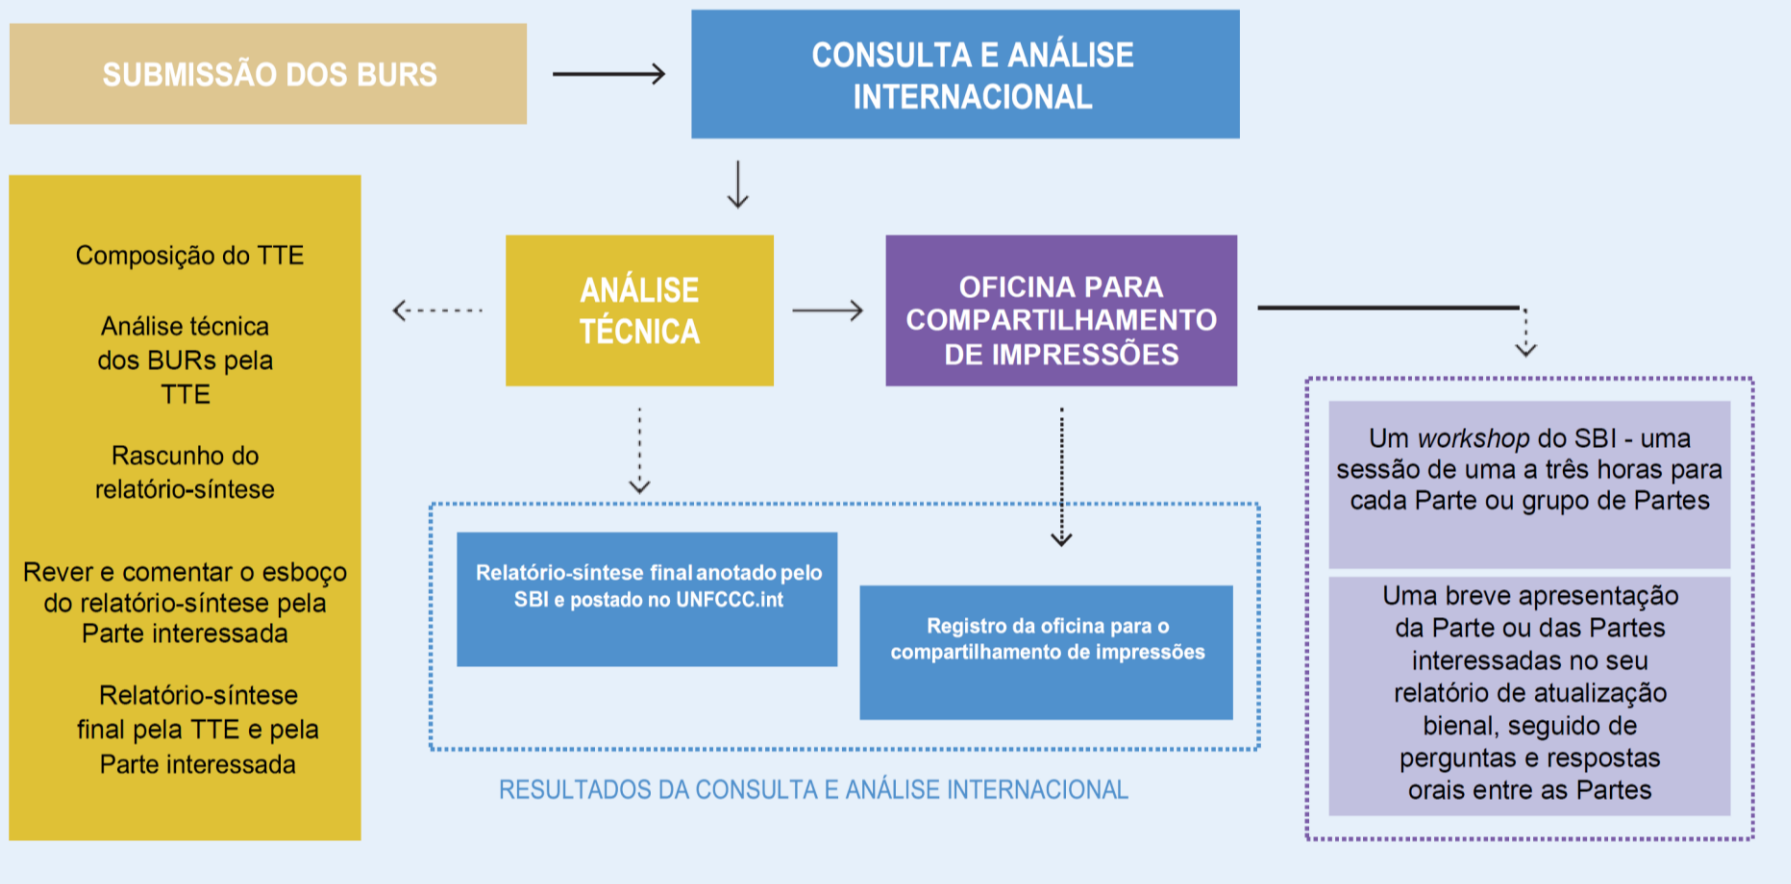 SUBMISSÃO DOS BURS
CONSULTA E ANÁLISE
INTERNACIONAL
Composição do TTE
Análise técnica
dos BURs pela
TTE
Rascunho do
relatório-síntese
Rever e comentar o esboço
do relatório-síntese pela
Parte interessada
Relatório-síntese
final pela TTE e pela
Parte interessada
ANÁLISE
TÉCNICA
OFICINA PARA
COMPARTILHAMENTO
DE IMPRESSÕES
Relatório-síntese final anotado pelo
SBI e postado no UNFCCC.int
Registro da oficina para o
compartilhamento de impressões
RESULTADOS DA CONSULTA E ANÁLISE INTERNACIONAL
Um workshop do SBI - uma
sessão de uma a três horas para
cada Parte ou grupo de Partes
Uma breve apresentação
da Parte ou das Partes
interessadas no seu
relatório de atualização
bienal, seguido de
perguntas e respostas
orais entre as Partes